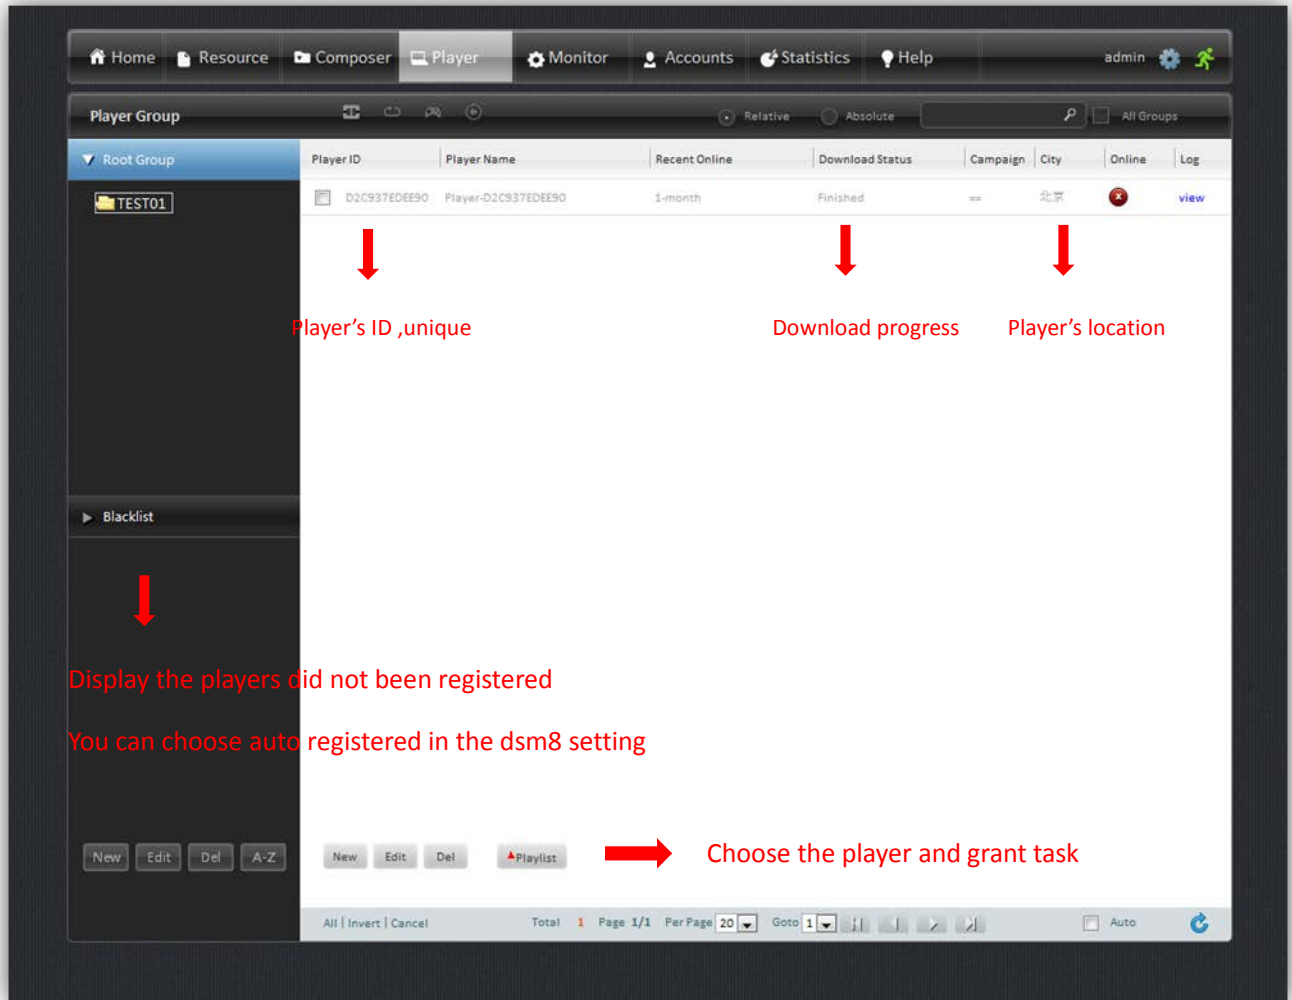 Home Resource Composer Player Monitor Accounts Statistics Help admin
Player Group Relative Absolute All Groups
Root Group Player ID Player Name Recent Online Download Status Campaign City Online Log
TEST01 D2C937EDEE90 Player-D2C937EDEE90 1-month Finished == 北京 view
Player’s ID ,unique Download progress Player’s location
Blacklist
Display the players did not been registered
You can choose auto registered in the dsm8 setting
New Edit Del A-Z New Edit Del Playlist Choose the player and grant task
All | Invert | Cancel Total 1 Page 1/1 Per Page 20 Goto 1 Auto